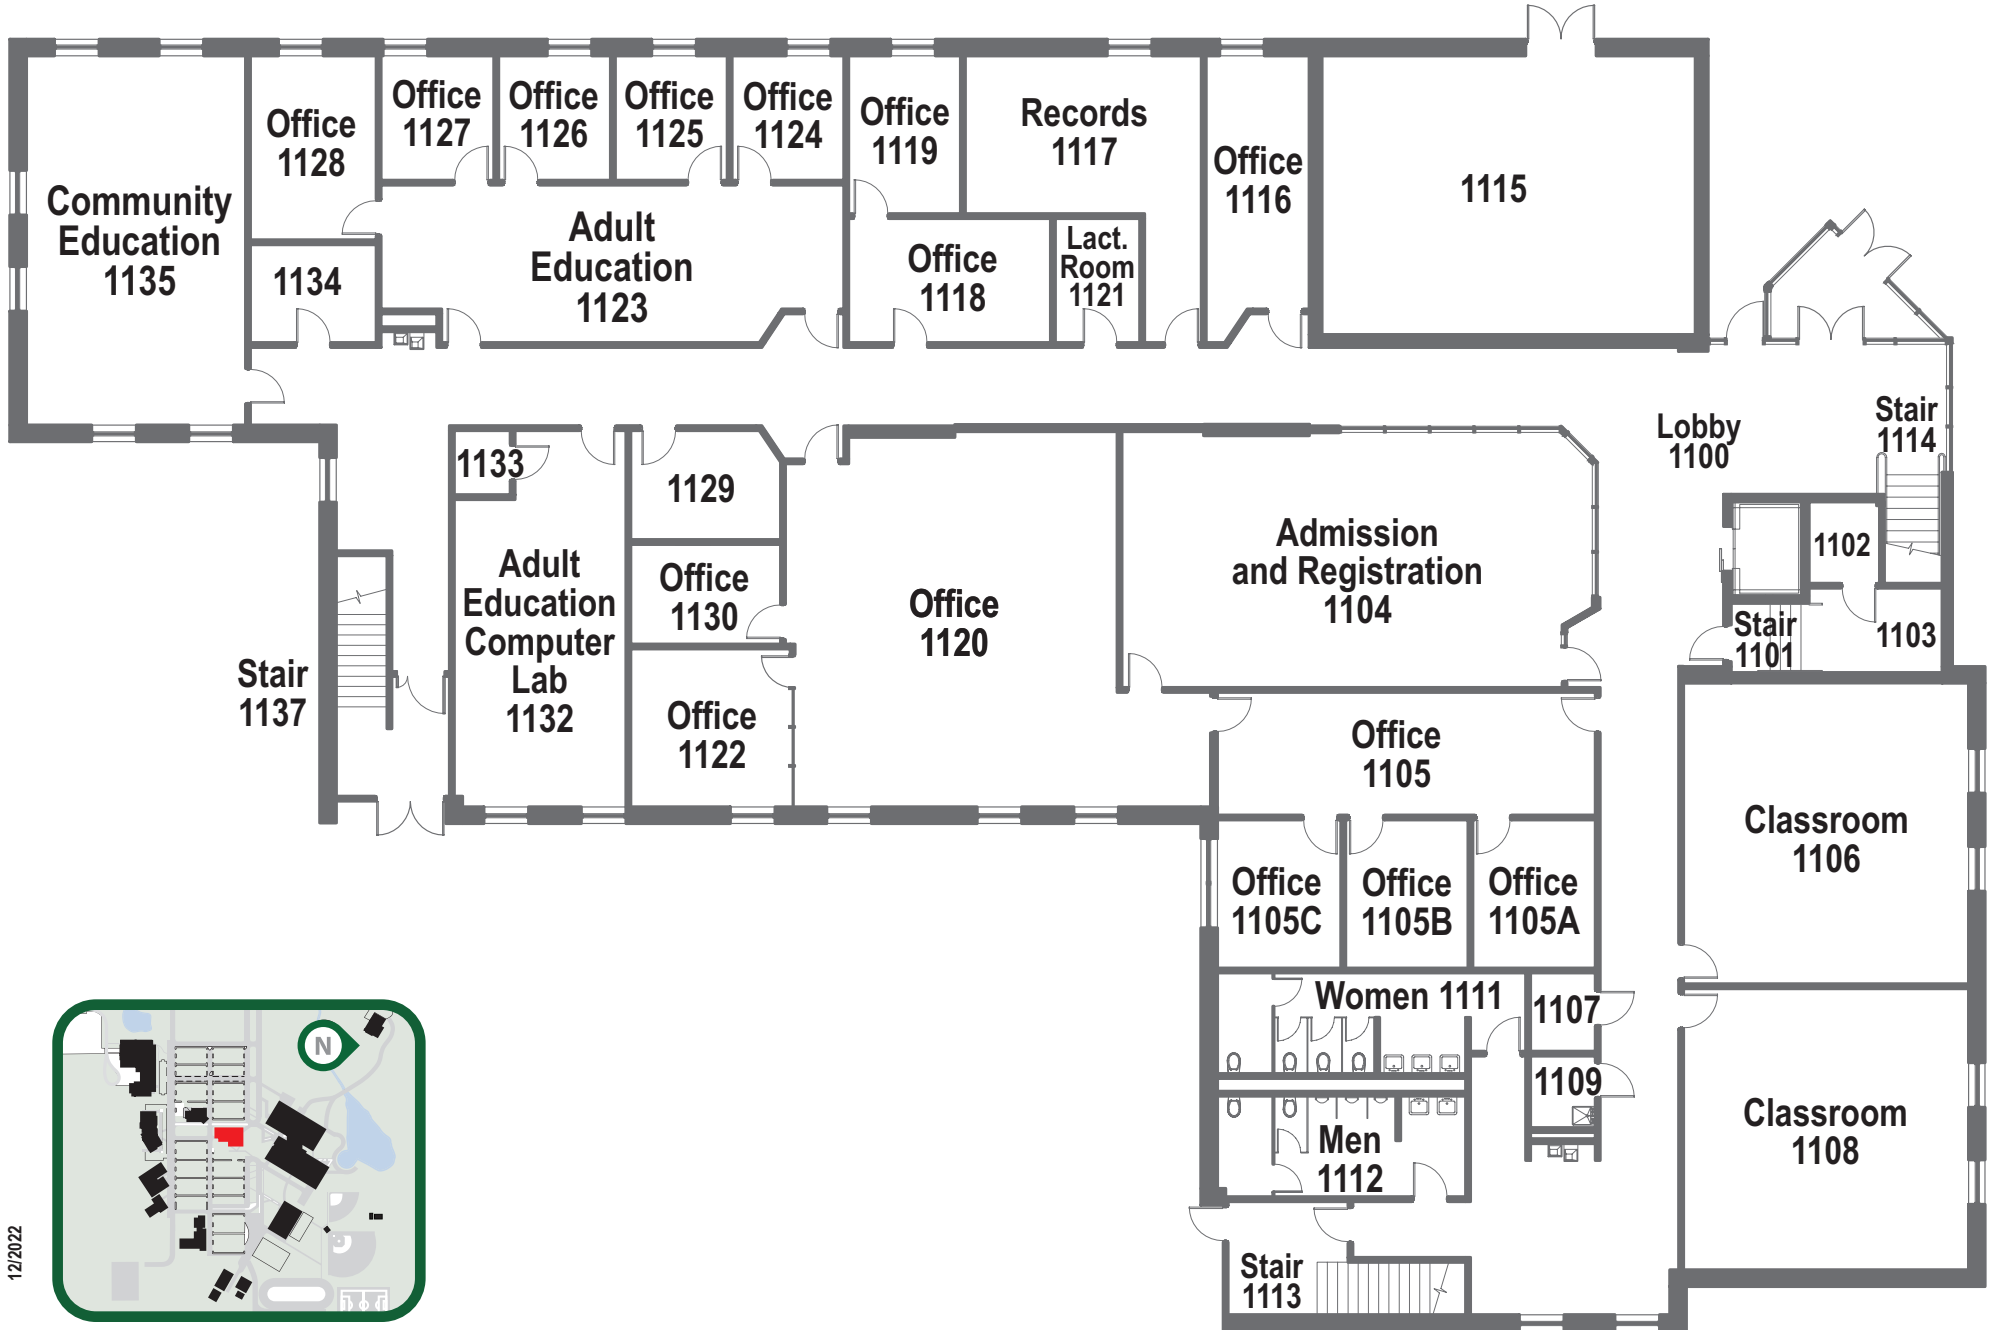 Community
Education
1135
Office
1128
1134
Office
1127
Office
1126
Office
1125
Office
1124
Adult
Education
1123
Office
1119
Office
1118
Records
1117
Lact.
Room
1121
Office
1116
1115
Lobby
1100
Stair
1114
1102
Stair
1101
1103
1133
Adult
Education
Computer
Lab
1132
1129
Office
1130
Office
1122
Office
1120
Admission
and Registration
1104
Stair
1137
Office
1105
Office
1105C
Office
1105B
Office
1105A
Classroom
1106
Women 1111
1107
1109
Men
1112
Classroom
1108
Stair
1113
N
12/2022